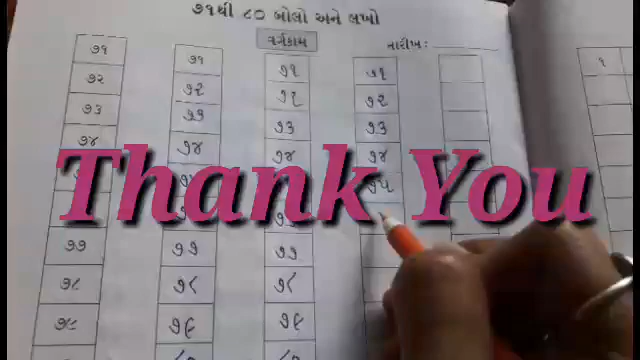 ૭૧થી ૮૦ બોલો અને લખો
વર્ગકામ
તારીખ:
૭૧ ૭૧ ૭૧ ૭૧ ૧
૭૨ ૭૨ ૭૨ ૭૨
૭૩ ૭૩ ૭૩ ૭૩
૭૪ ૭૪ ૭૪ ૭૪
Thank You
૭૫
૭૭ ૭૭ ૭૭
૭૮ ૭૮ ૭૮
૭૯ ૭૯ ૭૯